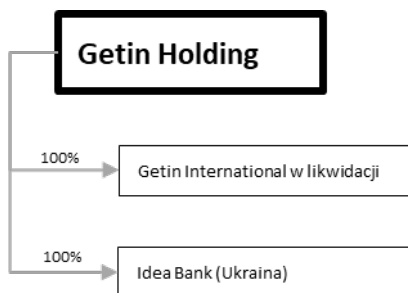 Getin Holding
100%
Getin International w likwidacji
100%
Idea Bank (Ukraina)